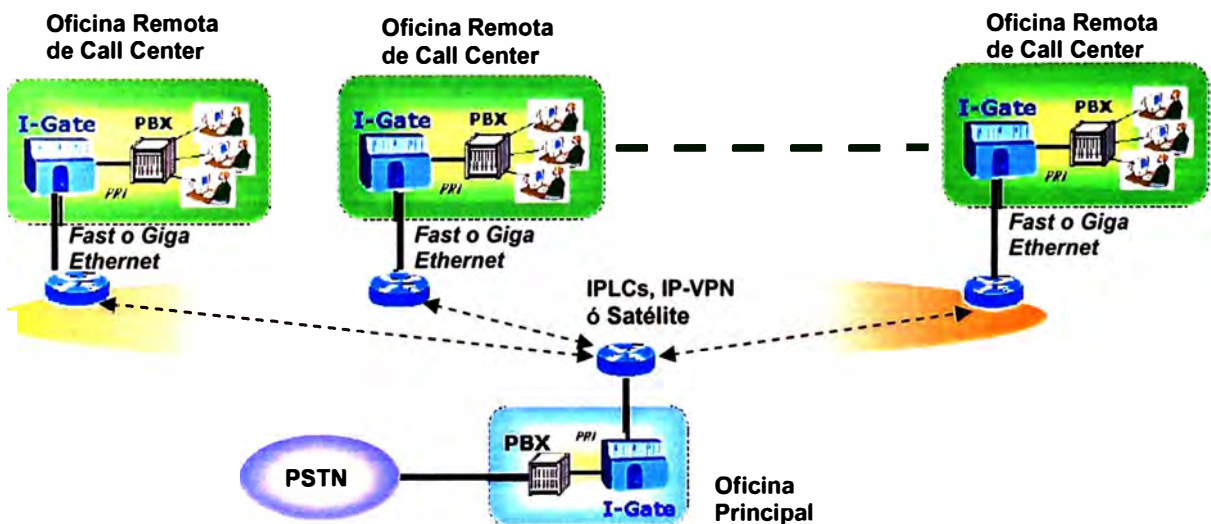 Oficina Remota
de Call Center
Oficina Remota
de Call Center
Oficina Remota
de Call Center
I-Gate
PBX
PRI
I-Gate
PBX
PRI
I-Gate
PBX
PRI
Fast o Giga
Ethernet
Fast o Giga
Ethernet
Fast o Giga
Ethernet
IPLCs, IP-VPN
ó Satélite
PSTN
PBX
PRI
I-Gate
Oficina
Principal